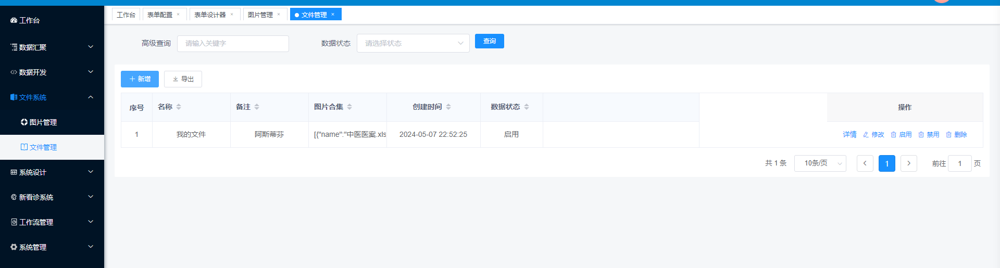 工作台
表单配置
表单设计器
图片管理
文件管理
工作台
数据汇聚
数据开发
文件系统
图片管理
文件管理
系统设计
新看诊系统
工作流管理
系统管理
高级查询 请输入关键字 数据状态 请选择状态 查询
新增 导出
序号 名称 备注 图片合集 创建时间 数据状态 操作
1 我的文件 阿斯蒂芬 [{"name":"中医医案.xls 2024-05-07 22:52:25 启用 详情 修改 启用 禁用 删除
共 1 条 10条/页 1 前往 1 页